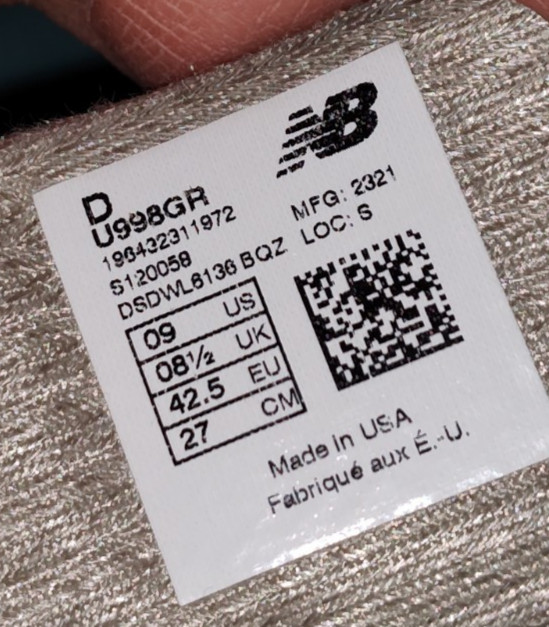 NB
D
U998GR
196432311972
S120058
DSDWL6136 BQZ
MFG: 2321
LOC: S
09 US
08½ UK
42.5 EU
27 CM
Made in USA
Fabriqué aux É.-U.